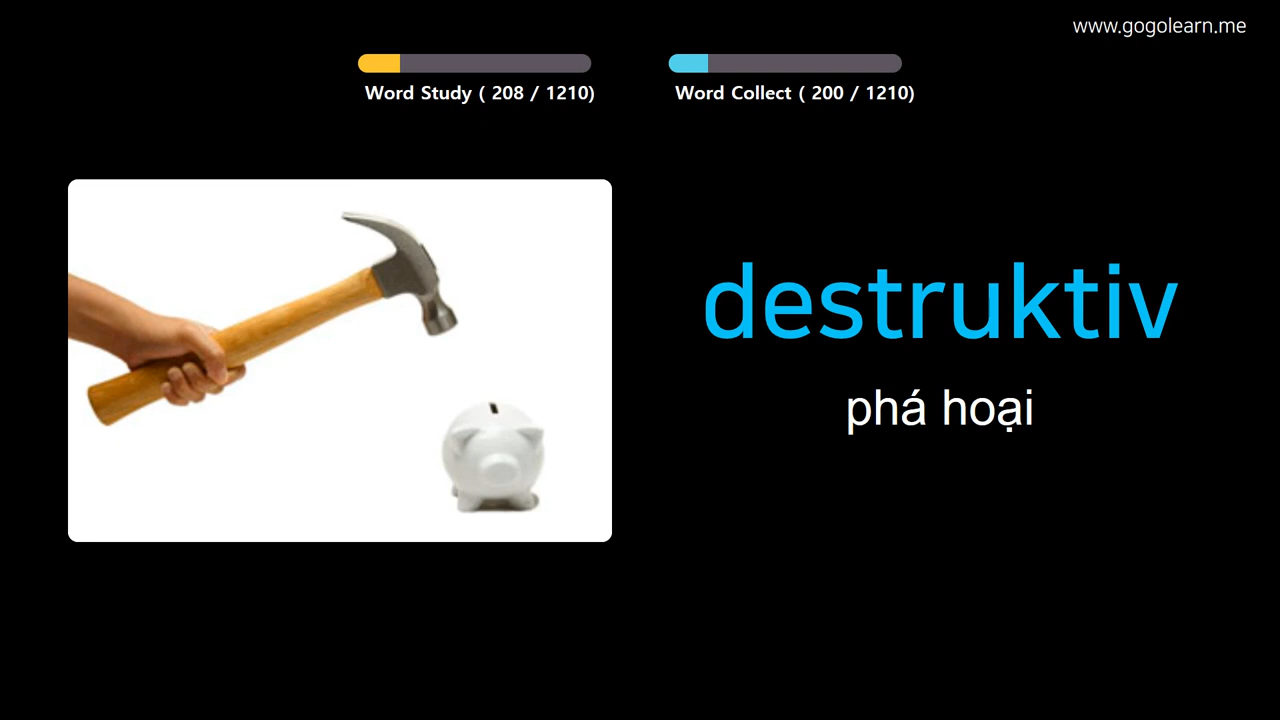 www.gogolearn.me
Word Study ( 208 / 1210)
Word Collect ( 200 / 1210)
destruktiv
phá hoại